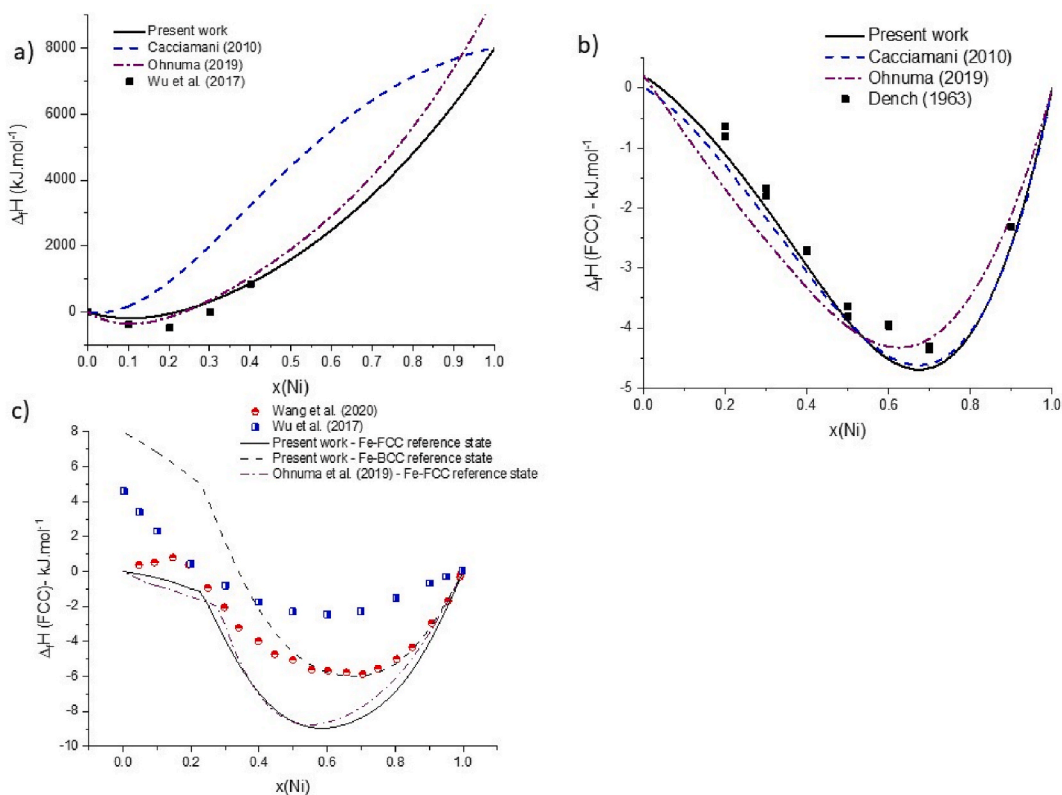 a)
Present work
Cacciamani (2010)
Ohnuma (2019)
Wu et al. (2017)
8000
6000
4000
2000
0
ΔfH (kJ.mol⁻¹)
0.0 0.1 0.2 0.3 0.4 0.5 0.6 0.7 0.8 0.9 1.0
x(Ni)
b)
Present work
Cacciamani (2010)
Ohnuma (2019)
Dench (1963)
0
-1
-2
-3
-4
-5
ΔfH (FCC) - kJ.mol⁻¹
0.0 0.2 0.4 0.6 0.8 1.0
x(Ni)
c)
Wang et al. (2020)
Wu et al. (2017)
Present work - Fe-FCC reference state
Present work - Fe-BCC reference state
Ohnuma et al. (2019) - Fe-FCC reference state
8
6
4
2
0
-2
-4
-6
-8
-10
ΔfH (FCC)- kJ.mol⁻¹
0.0 0.2 0.4 0.6 0.8 1.0
x(Ni)